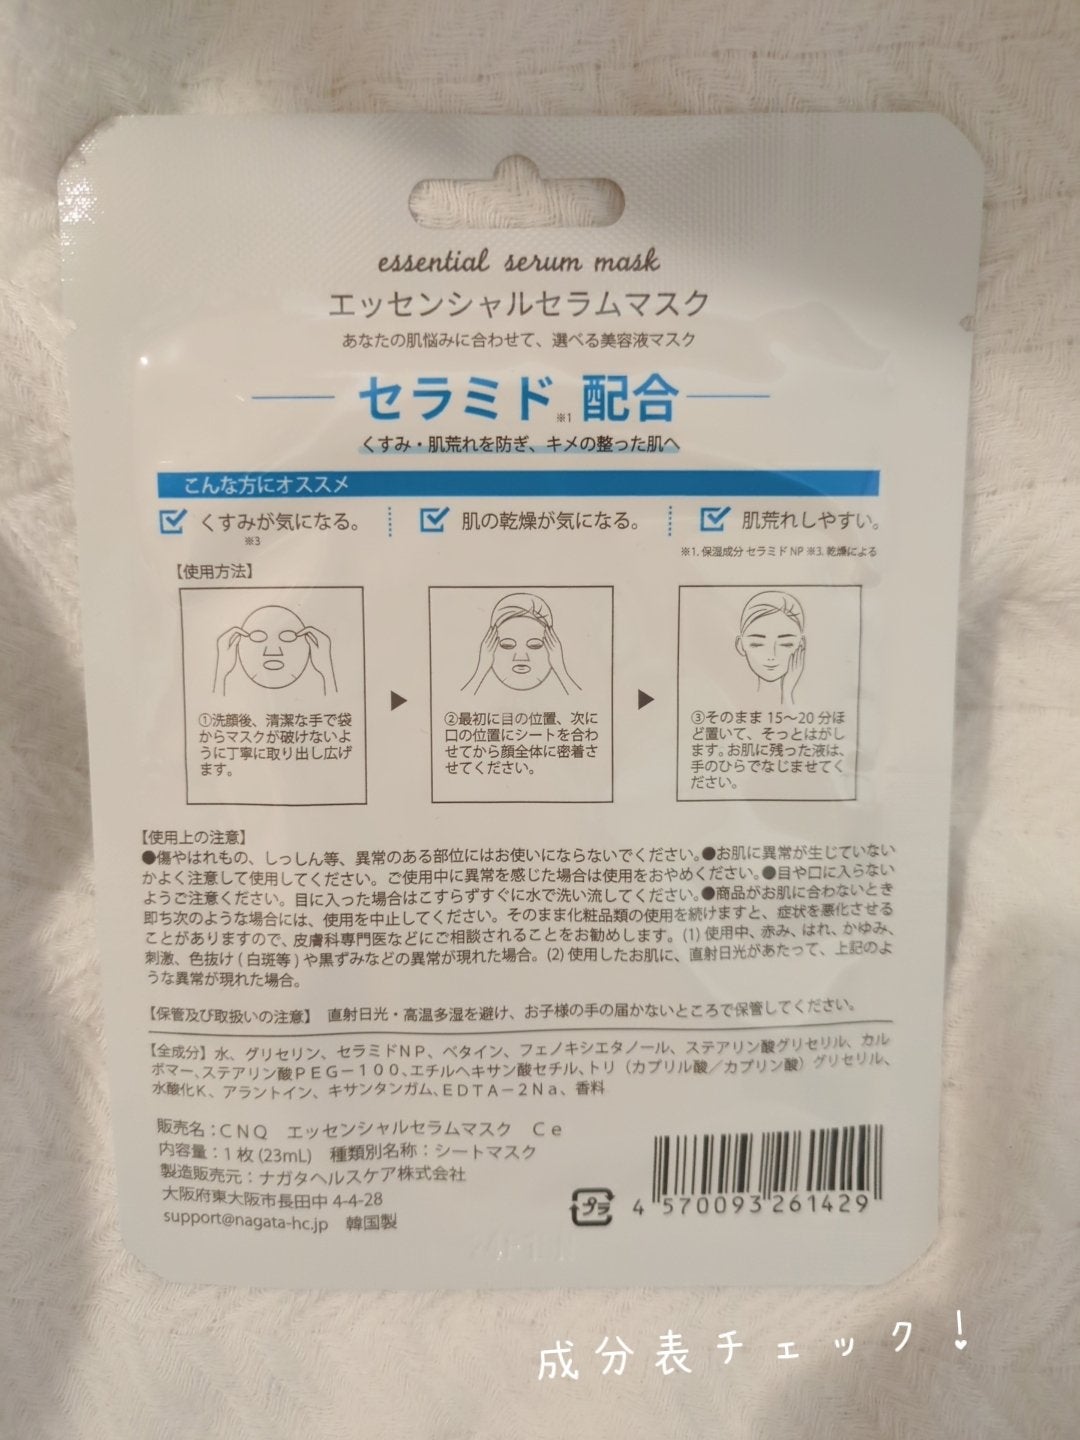 essential serum mask
エッセンシャルセラムマスク
あなたの肌悩みに合わせて、選べる美容液マスク
セラミド※1 配合
くすみ・肌荒れを防ぎ、キメの整った肌へ
こんな方にオススメ
くすみが気になる。 肌の乾燥が気になる。 肌荒れしやすい。
※3
※1. 保湿成分 セラミド NP ※3. 乾燥による
【使用方法】
①洗顔後、清潔な手で袋
からマスクが破けないよ
うに丁寧に取り出し広げ
ます。
②最初に目の位置、次に
口の位置にシートを合わ
せてから顔全体に密着さ
せてください。
③そのまま 15〜20 分ほ
ど置いて、そっとはがし
ます。お肌に残った液は、
手のひらでなじませてく
ださい。
【使用上の注意】
●傷やはれもの、しっしん等、異常のある部位にはお使いにならないでください。●お肌に異常が生じていない
かよく注意して使用してください。ご使用中に異常を感じた場合は使用をおやめください。●目や口に入らない
ようご注意ください。目に入った場合はこすらずすぐに水で洗い流してください。●商品がお肌に合わないとき
即ち次のような場合には、使用を中止してください。そのまま化粧品類の使用を続けますと、症状を悪化させる
ことがありますので、皮膚科専門医などにご相談されることをお勧めします。(1) 使用中、赤み、はれ、かゆみ、
刺激、色抜け ( 白斑等 ) や黒ずみなどの異常が現れた場合。(2) 使用したお肌に、直射日光があたって、上記のよ
うな異常が現れた場合。
【保管及び取扱いの注意】 直射日光・高温多湿を避け、お子様の手の届かないところで保管してください。
【全成分】水、グリセリン、セラミドＮＰ、ベタイン、フェノキシエタノール、ステアリン酸グリセリル、カル
ボマー、ステアリン酸ＰＥＧ－１００、エチルヘキサン酸セチル、トリ（カプリル酸／カプリン酸）グリセリル、
水酸化Ｋ、アラントイン、キサンタンガム、ＥＤＴＡ－２Ｎａ、香料
販売名：ＣＮＱ エッセンシャルセラムマスク Ｃｅ
内容量：１枚 (23mL) 種類別名称：シートマスク
製造販売元：ナガタヘルスケア株式会社
大阪府東大阪市長田中 4-4-28
support@nagata-hc.jp 韓国製
プラ
4 570093 261429
成分表チェック！